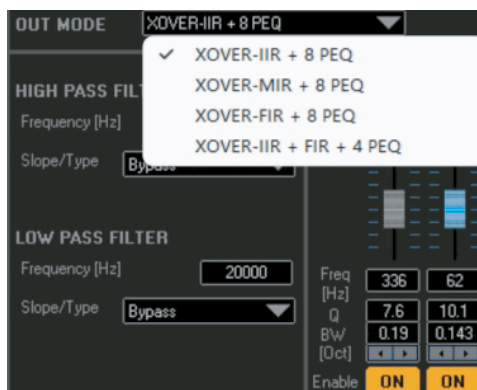 OUT MODE XOVER-IIR + 8 PEQ
✓ XOVER-IIR + 8 PEQ
XOVER-MIR + 8 PEQ
XOVER-FIR + 8 PEQ
XOVER-IIR + FIR + 4 PEQ
HIGH PASS
Frequency [Hz]
Slope/Type Bypass
LOW PASS FILTER
Frequency [Hz] 20000
Slope/Type Bypass
Freq [Hz] 336 62
Q 7.6 10.1
BW [Oct] 0.19 0.143
Enable ON ON